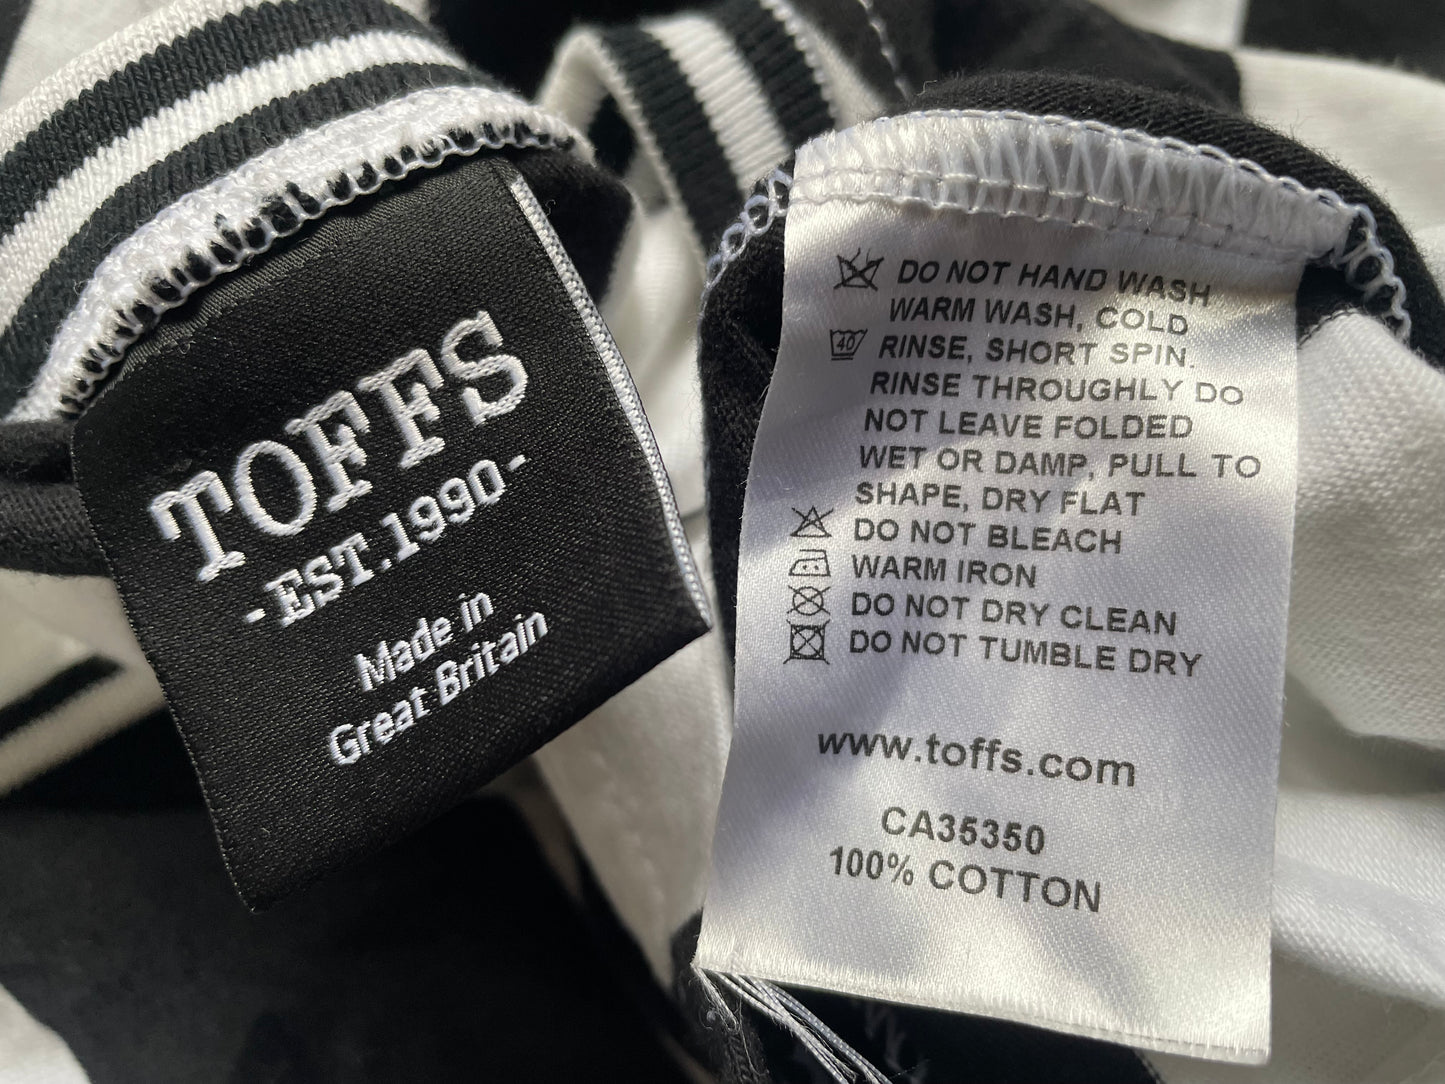 TOFFS
-EST.1990-
Made in
Great Britain
DO NOT HAND WASH
WARM WASH, COLD
40 RINSE, SHORT SPIN.
RINSE THROUGHLY DO
NOT LEAVE FOLDED
WET OR DAMP, PULL TO
SHAPE, DRY FLAT
DO NOT BLEACH
WARM IRON
DO NOT DRY CLEAN
DO NOT TUMBLE DRY
www.toffs.com
CA35350
100% COTTON